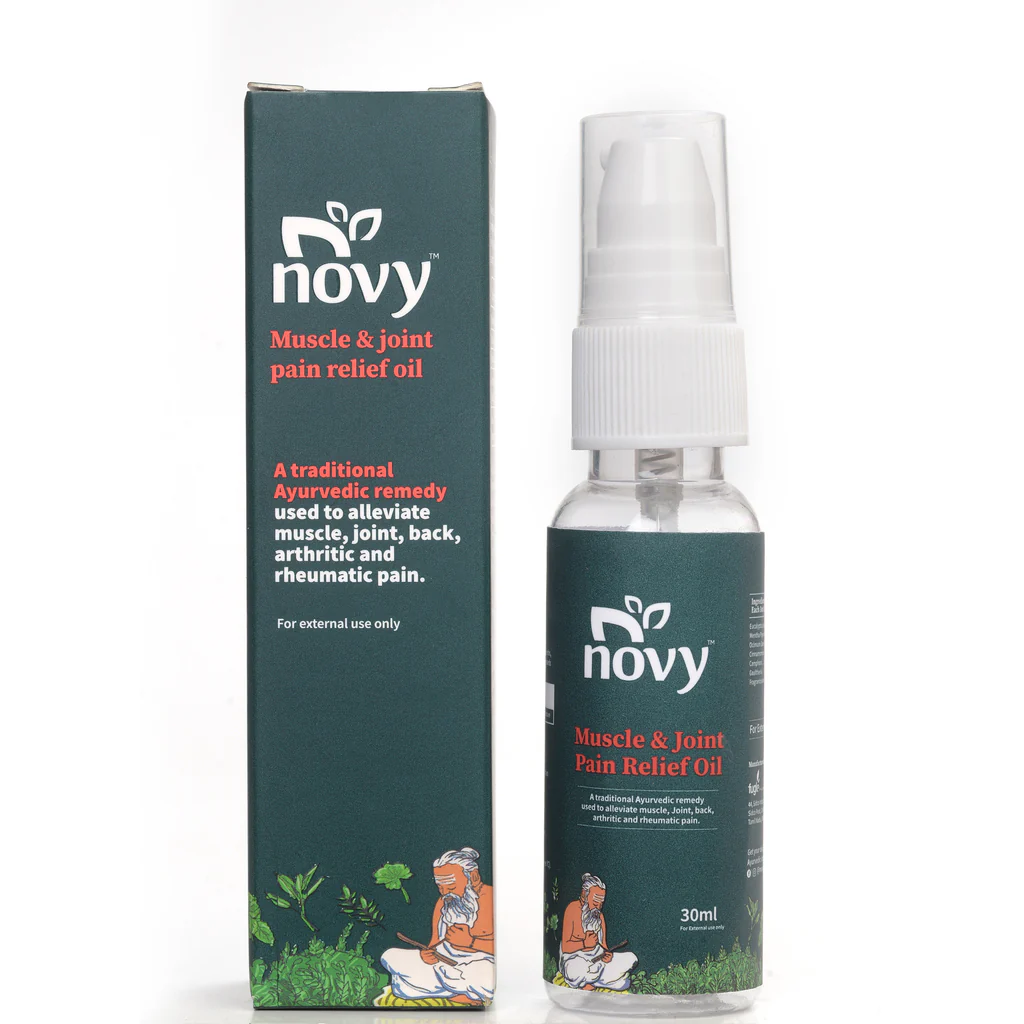 novy™
Muscle & joint
pain relief oil
A traditional
Ayurvedic remedy
used to alleviate
muscle, joint, back,
arthritic and
rheumatic pain.
For external use only
novy™
Muscle & Joint
Pain Relief Oil
A traditional Ayurvedic remedy
used to alleviate muscle, Joint, back,
arthritic and rheumatic pain.
30ml
For External use only